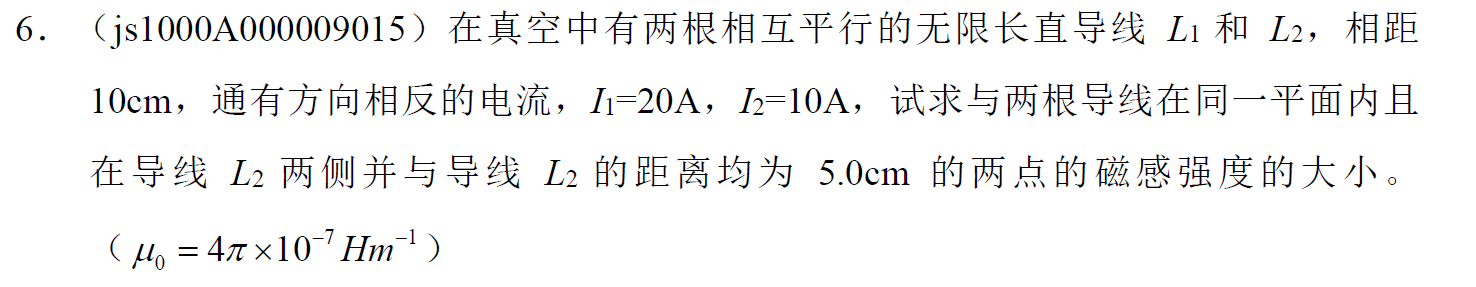 6．（js1000A000009015）在真空中有两根相互平行的无限长直导线 L1 和 L2，相距
10cm，通有方向相反的电流，I1=20A，I2=10A，试求与两根导线在同一平面内且
在导线 L2 两侧并与导线 L2 的距离均为 5.0cm 的两点的磁感强度的大小。
（μ₀ = 4π×10⁻⁷ Hm⁻¹）